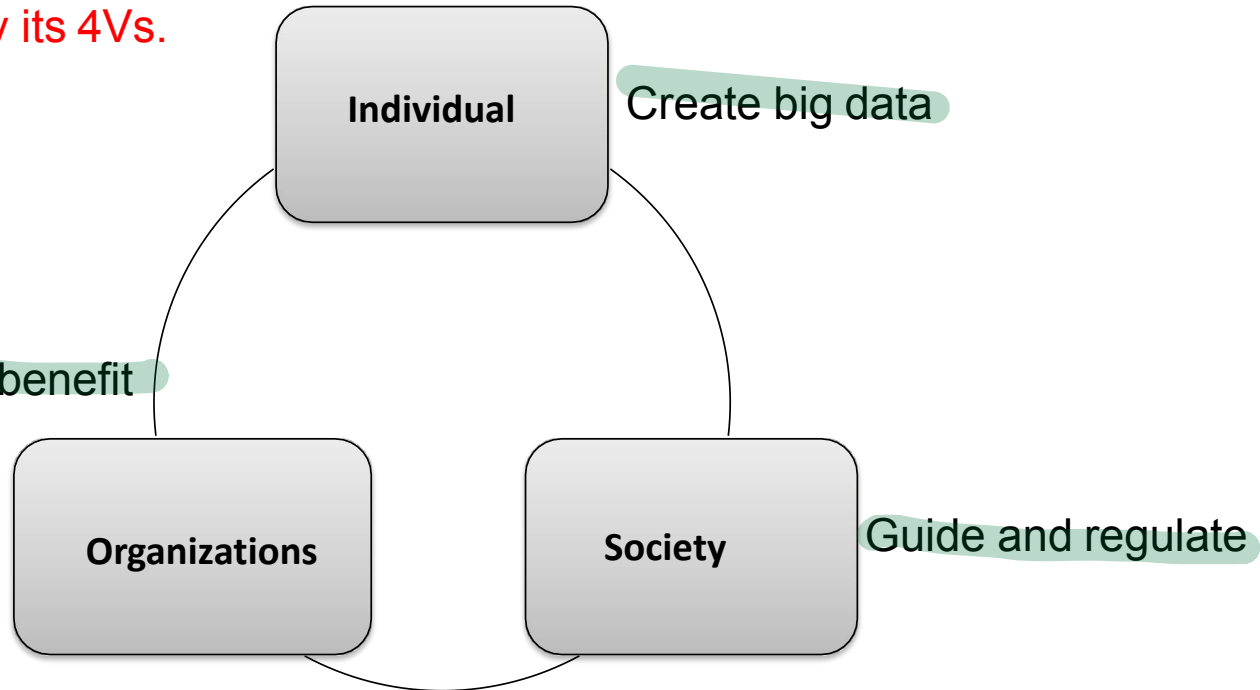 y its 4Vs.
Individual
Create big data
benefit
Organizations
Society
Guide and regulate